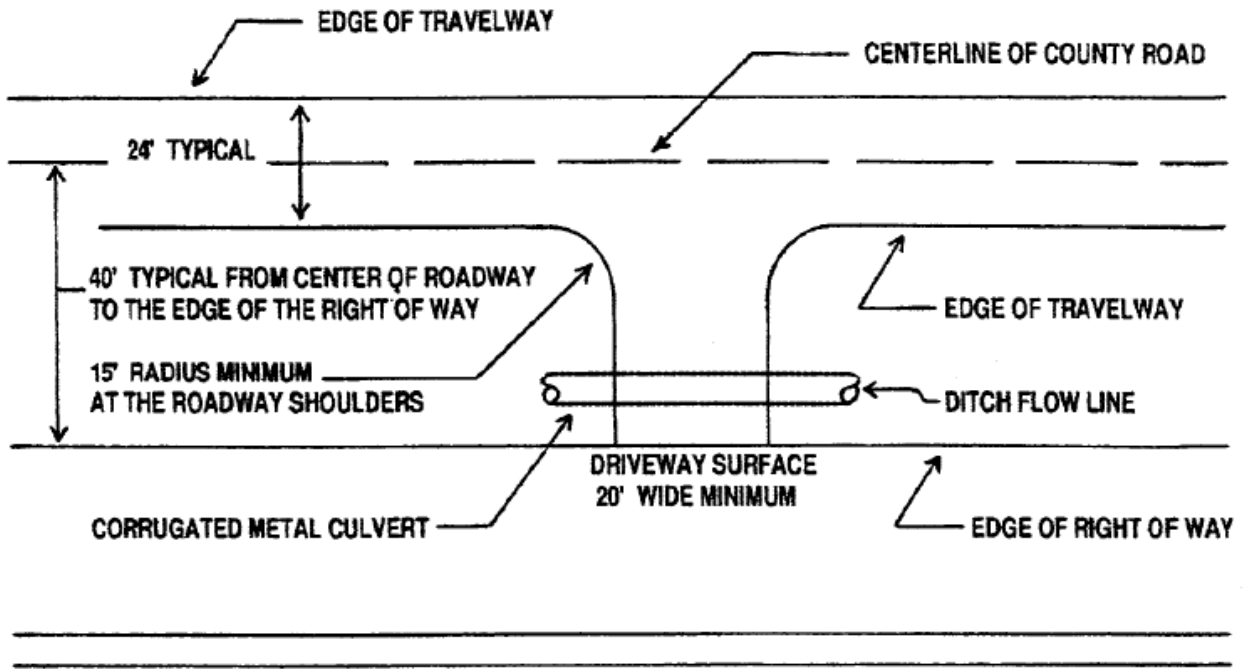 EDGE OF TRAVELWAY
CENTERLINE OF COUNTY ROAD
24' TYPICAL
40' TYPICAL FROM CENTER OF ROADWAY
TO THE EDGE OF THE RIGHT OF WAY
EDGE OF TRAVELWAY
15' RADIUS MINIMUM
AT THE ROADWAY SHOULDERS
DITCH FLOW LINE
DRIVEWAY SURFACE
20' WIDE MINIMUM
CORRUGATED METAL CULVERT
EDGE OF RIGHT OF WAY